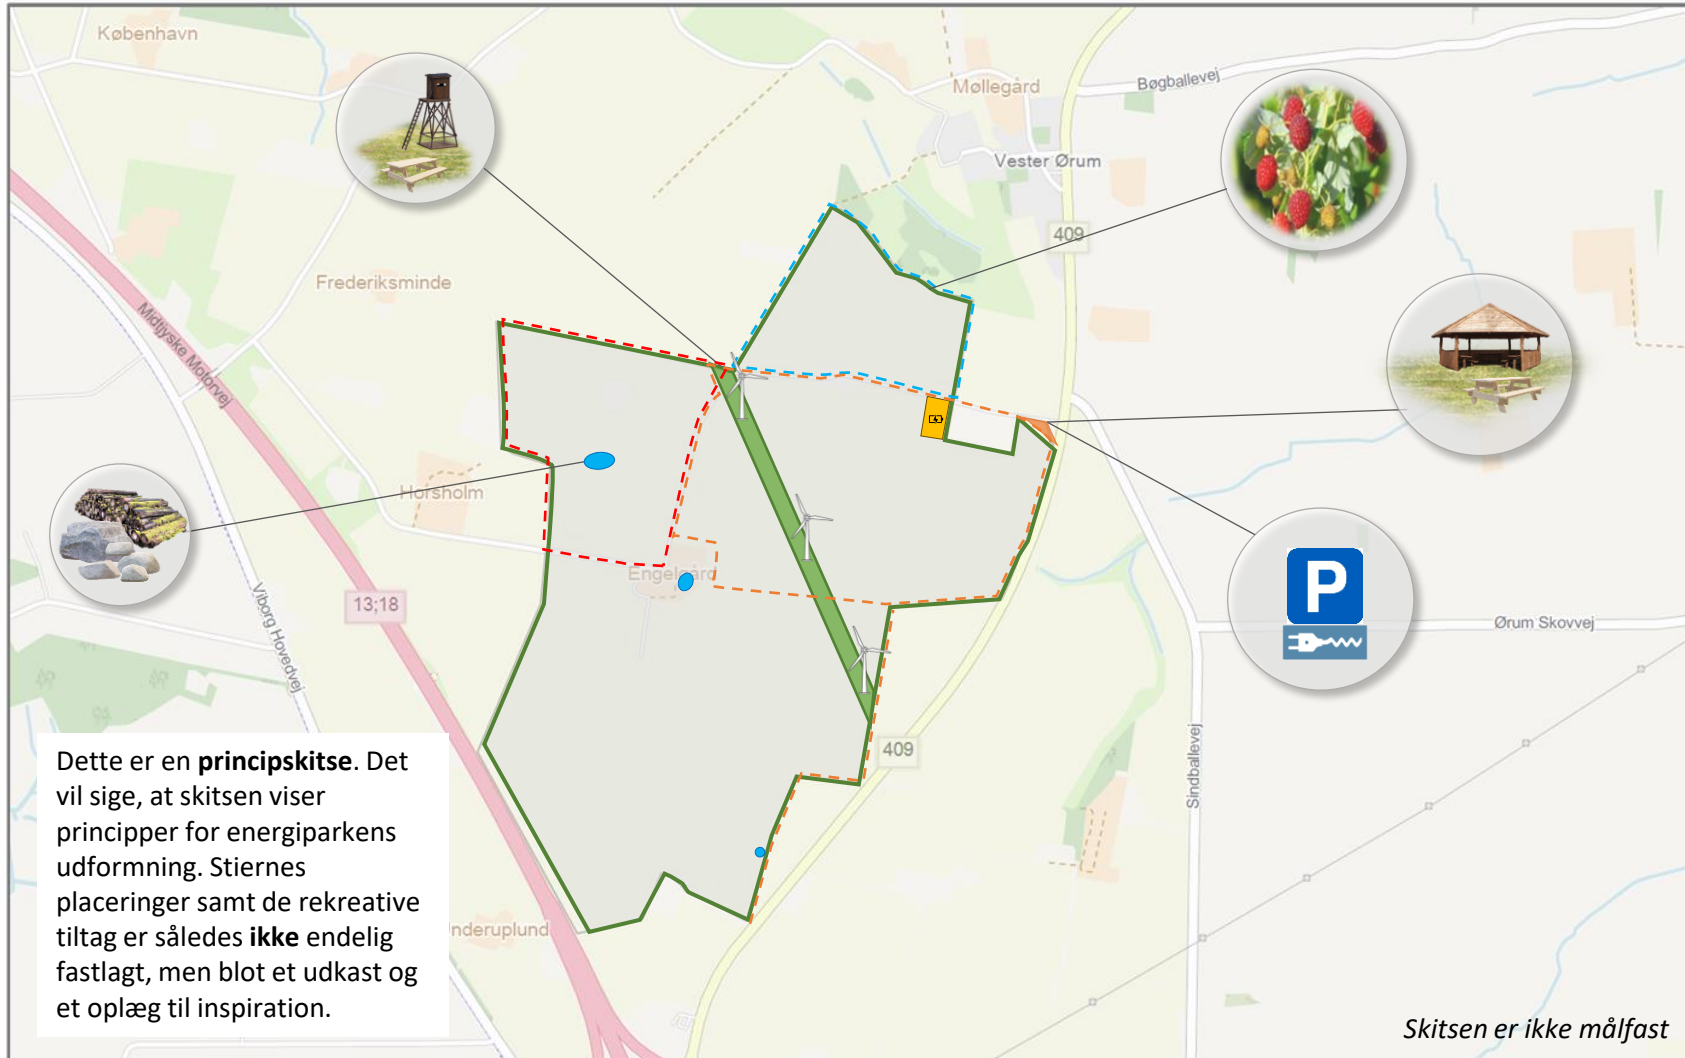 København
Møllegård
Bøgballevej
Vester Ørum
409
Frederiksminde
Midtjyske Motorvej
Horsholm
Engelgård
13;18
Viborg Hovedvej
Ørum Skovvej
409
Sindballevej
P
Dette er en principskitse. Det
vil sige, at skitsen viser
principper for energiparkens
udformning. Stiernes
placeringer samt de rekreative
tiltag er således ikke endelig
fastlagt, men blot et udkast og
et oplæg til inspiration.
nderuplund
Skitsen er ikke målfast